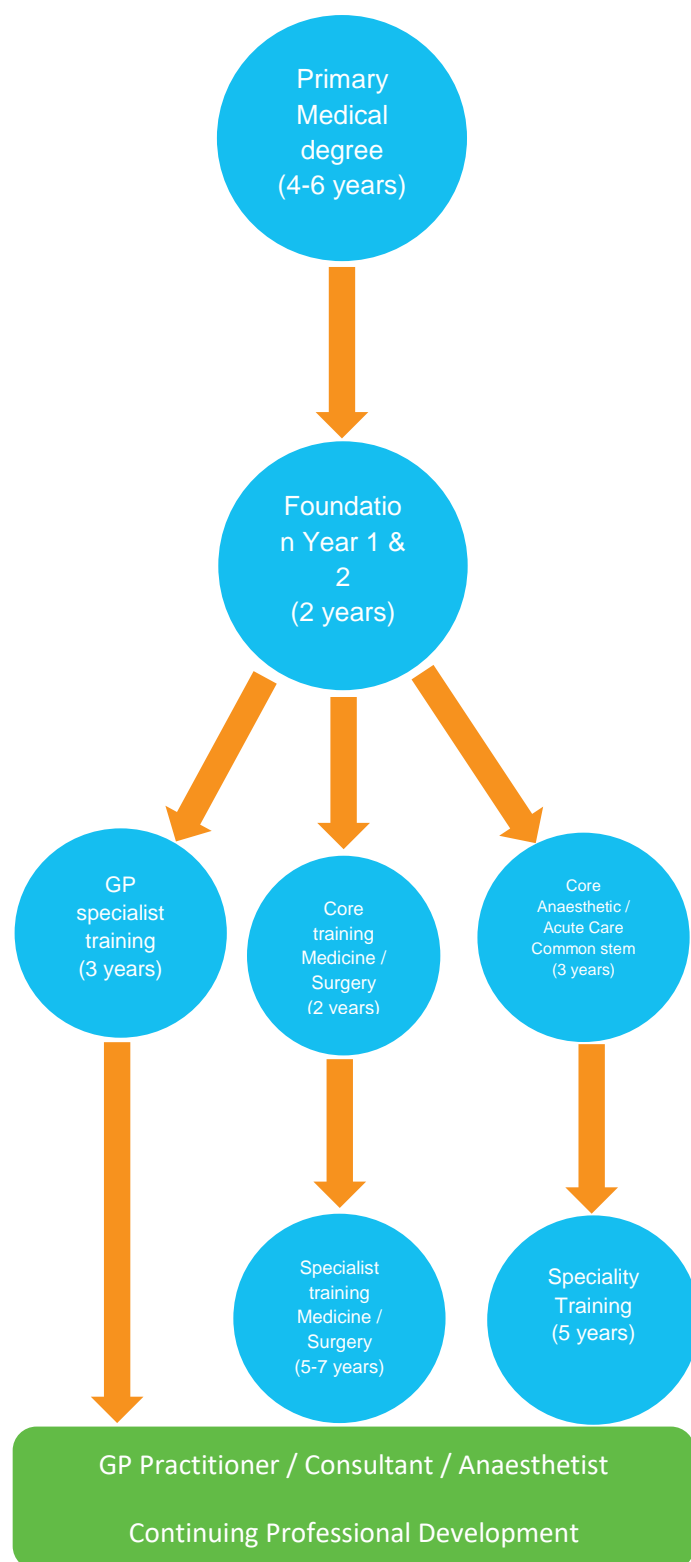 Primary
Medical
degree
(4-6 years)
Foundatio
n Year 1 &
2
(2 years)
GP
specialist
training
(3 years)
Core
training
Medicine /
Surgery
(2 years)
Core
Anaesthetic /
Acute Care
Common stem
(3 years)
Specialist
training
Medicine /
Surgery
(5-7 years)
Speciality
Training
(5 years)
GP Practitioner / Consultant / Anaesthetist
Continuing Professional Development